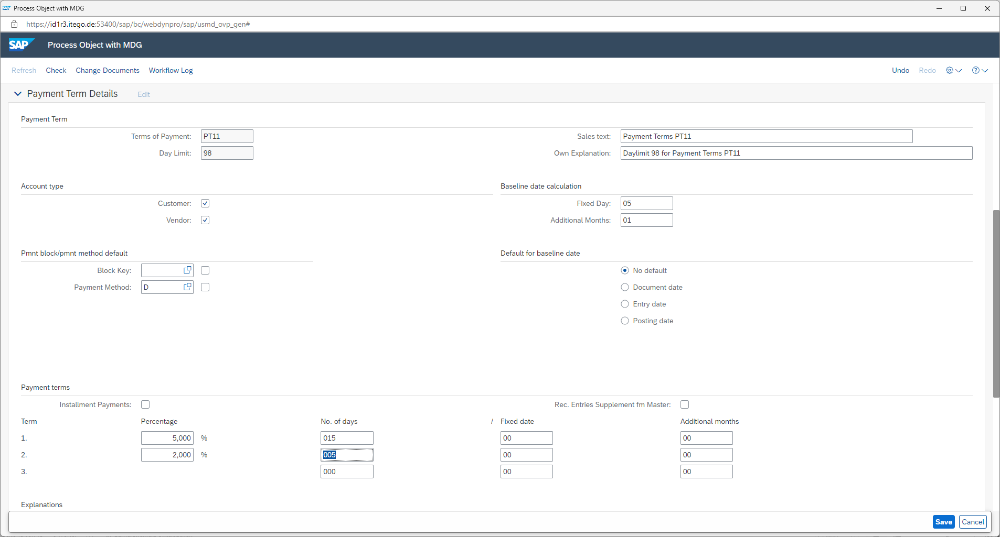 Process Object with MDG
https://id1r3.itego.de:53400/sap/bc/webdynpro/sap/usmd_ovp_gen#
SAP Process Object with MDG
Refresh Check Change Documents Workflow Log Undo Redo
Payment Term Details Edit
Payment Term
Terms of Payment: PT11 Sales text: Payment Terms PT11
Day Limit: 98 Own Explanation: Daylimit 98 for Payment Terms PT11
Account type Baseline date calculation
Customer: Fixed Day: 05
Vendor: Additional Months: 01
Pmnt block/pmnt method default Default for baseline date
Block Key: No default
Payment Method: D Document date
Entry date
Posting date
Payment terms
Installment Payments: Rec. Entries Supplement fm Master:
Term Percentage No. of days / Fixed date Additional months
1. 5,000 % 015 00 00
2. 2,000 % 005 00 00
3. 000 00 00
Explanations
Save Cancel